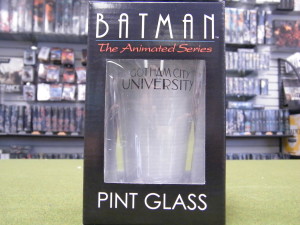 BATMAN
The Animated Series
GOTHAM CITY
UNIVERSITY
PINT GLASS